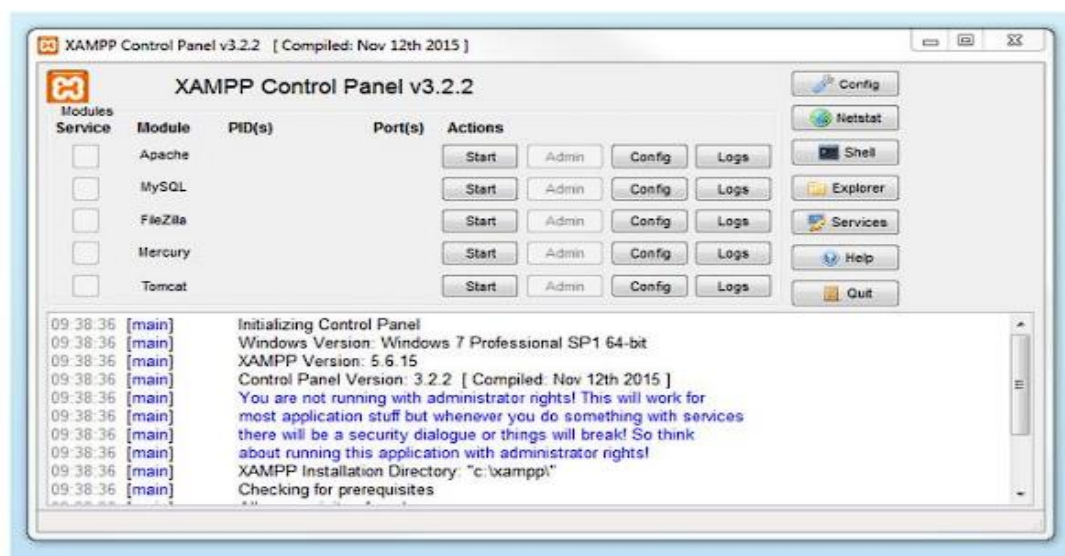 XAMPP Control Panel v3.2.2 [ Compiled: Nov 12th 2015 ]
XAMPP Control Panel v3.2.2
Config
Modules
Service Module PID(s) Port(s) Actions
Netstat
Apache Start Admin Config Logs
Shell
MySQL Start Admin Config Logs
Explorer
FileZilla Start Admin Config Logs
Services
Mercury Start Admin Config Logs
Help
Tomcat Start Admin Config Logs
Quit
09:38:36 [main] Initializing Control Panel
09:38:36 [main] Windows Version: Windows 7 Professional SP1 64-bit
09:38:36 [main] XAMPP Version: 5.6.15
09:38:36 [main] Control Panel Version: 3.2.2 [ Compiled: Nov 12th 2015 ]
09:38:36 [main] You are not running with administrator rights! This will work for
09:38:36 [main] most application stuff but whenever you do something with services
09:38:36 [main] there will be a security dialogue or things will break! So think
09:38:36 [main] about running this application with administrator rights!
09:38:36 [main] XAMPP Installation Directory: "c:\xampp\"
09:38:36 [main] Checking for prerequisites